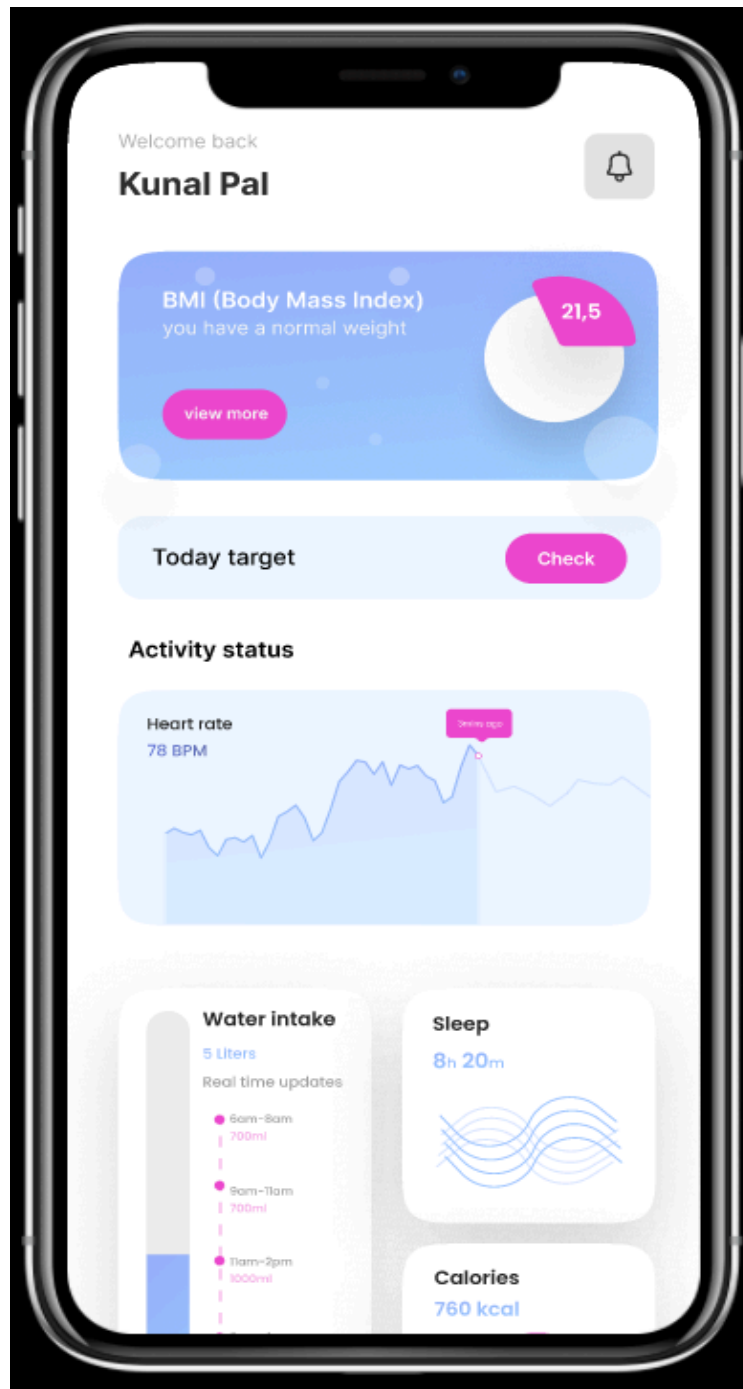 Welcome back
Kunal Pal
BMI (Body Mass Index)
you have a normal weight
21,5
view more
Today target
Check
Activity status
Heart rate
78 BPM
3mins ago
Water intake
5 Liters
Real time updates
6am-8am
700ml
9am-11am
700ml
11am-2pm
1000ml
Sleep
8h 20m
Calories
760 kcal